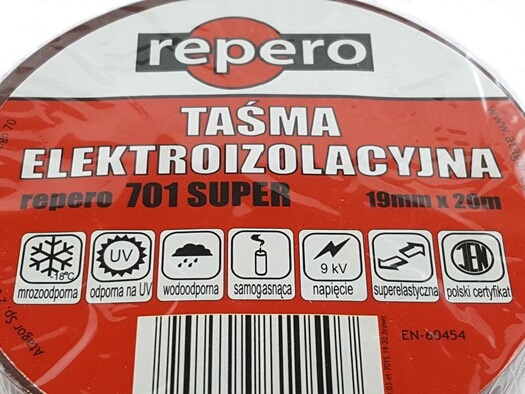 repero
TAŚMA
ELEKTROIZOLACYJNA
repero 701 SUPER 19mm x 20m
-18°C UV 9 kV
mrozoodporna odporna na UV wodoodporna samogasnąca napięcie superelastyczna polski certyfikat
EN-60454